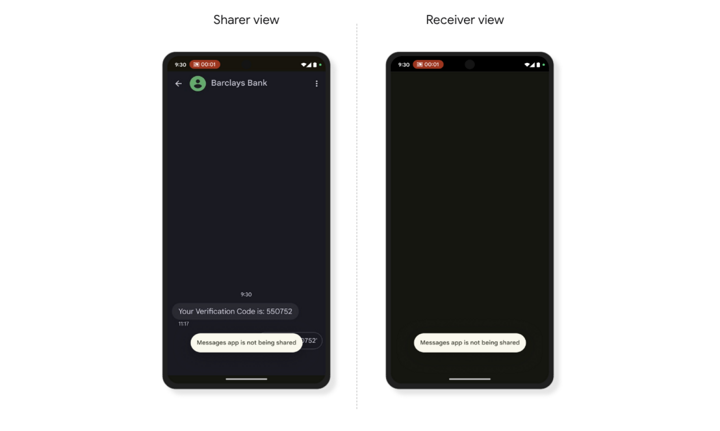 Sharer view
Receiver view
9:30 00:01
Barclays Bank
9:30
Your Verification Code is: 550752
11:17
Messages app is not being shared
0752'
9:30 00:01
Messages app is not being shared